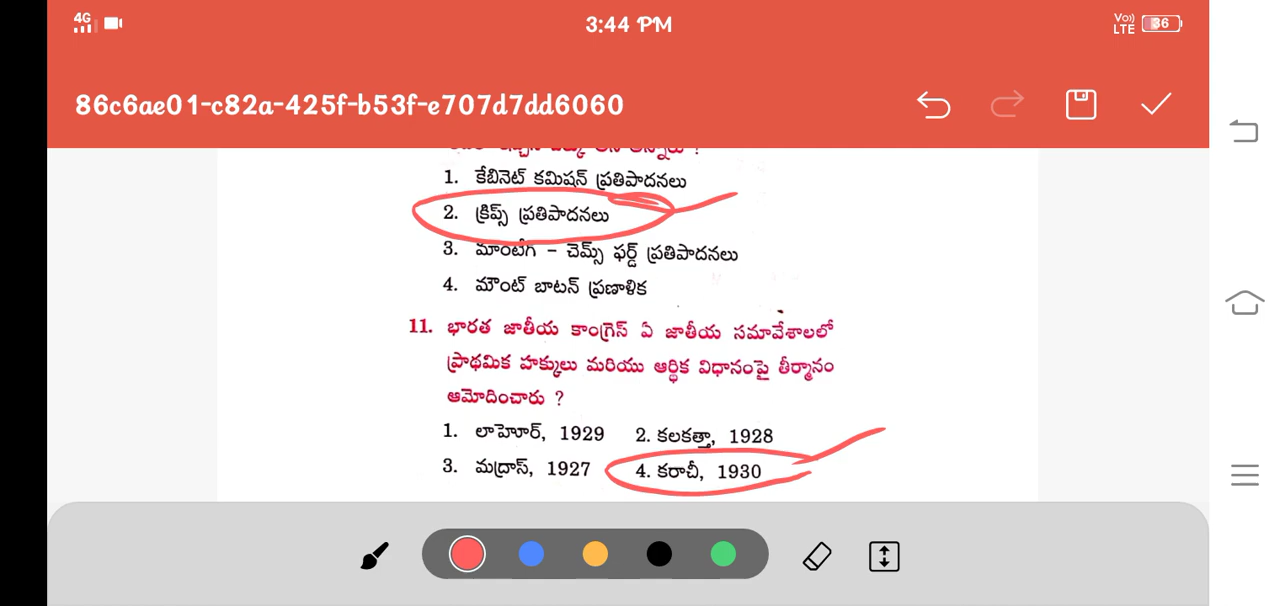 4G
3:44 PM
Vo))
LTE
36
86c6ae01-c82a-425f-b53f-e707d7dd6060
1. కేబినెట్ కమిషన్ ప్రతిపాదనలు
2. క్రిప్స్ ప్రతిపాదనలు
3. మాంటేగ్ – చెమ్స్ ఫర్డ్ ప్రతిపాదనలు
4. మౌంట్ బాటన్ ప్రణాళిక
11. భారత జాతీయ కాంగ్రెస్ ఏ జాతీయ సమావేశాలలో
ప్రాథమిక హక్కులు మరియు ఆర్థిక విధానంపై తీర్మానం
ఆమోదించారు ?
1. లాహెూర్, 1929 2. కలకత్తా, 1928
3. మద్రాస్, 1927 4. కరాచీ, 1930